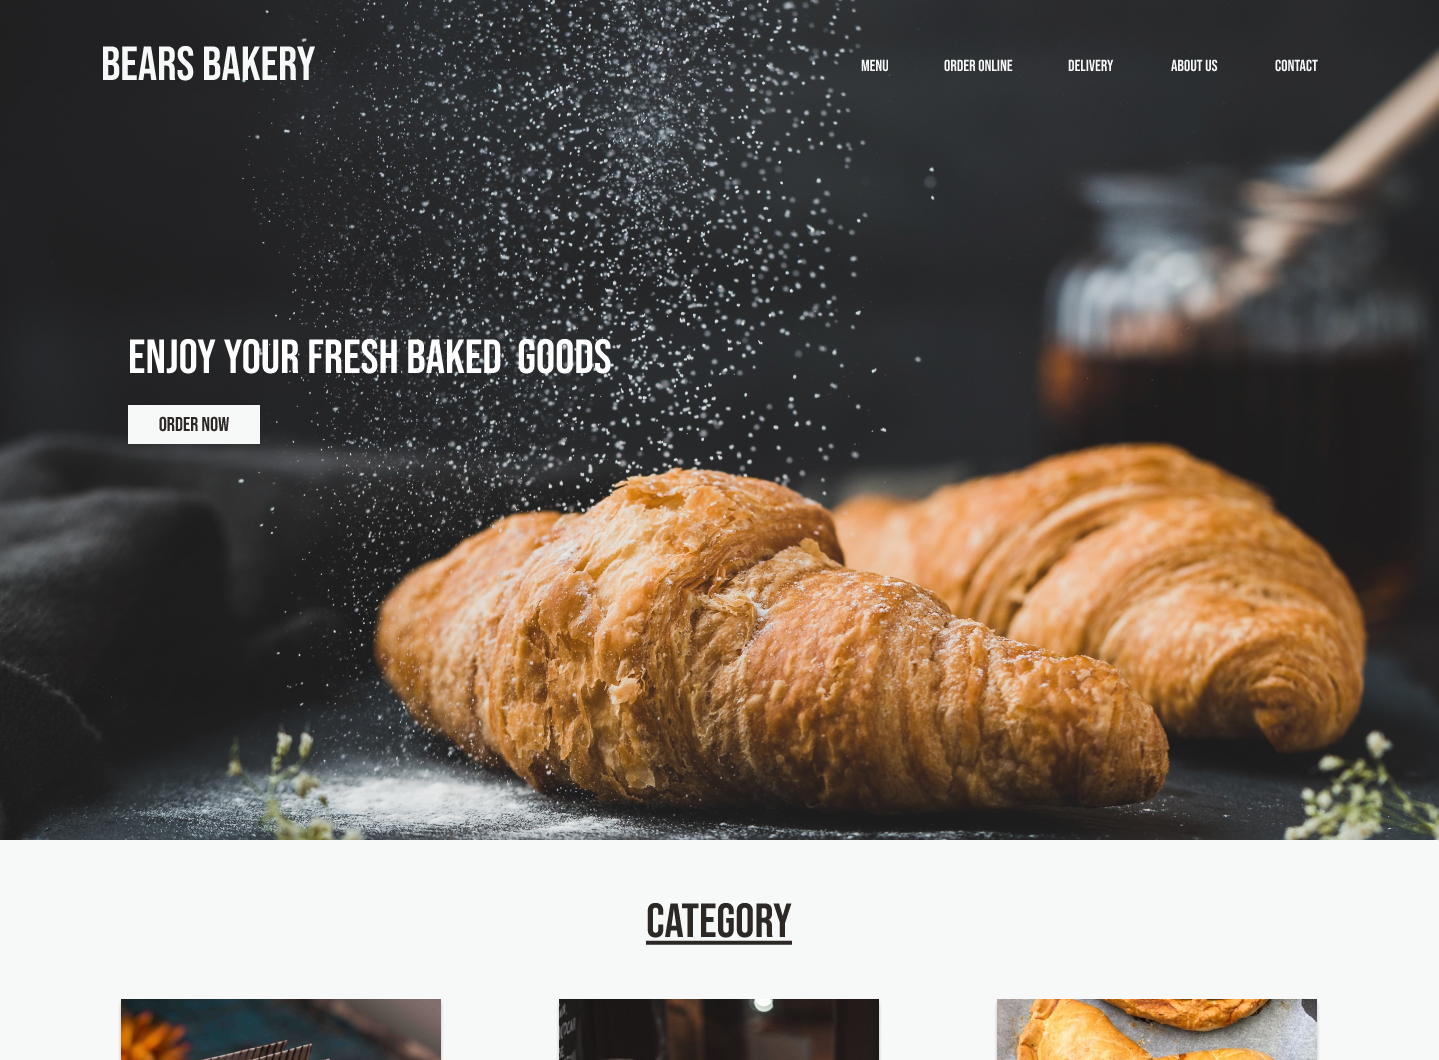 BEARS BAKERY
MENU ORDER ONLINE DELIVERY ABOUT US CONTACT
ENJOY YOUR FRESH BAKED GOODS
ORDER NOW
CATEGORY